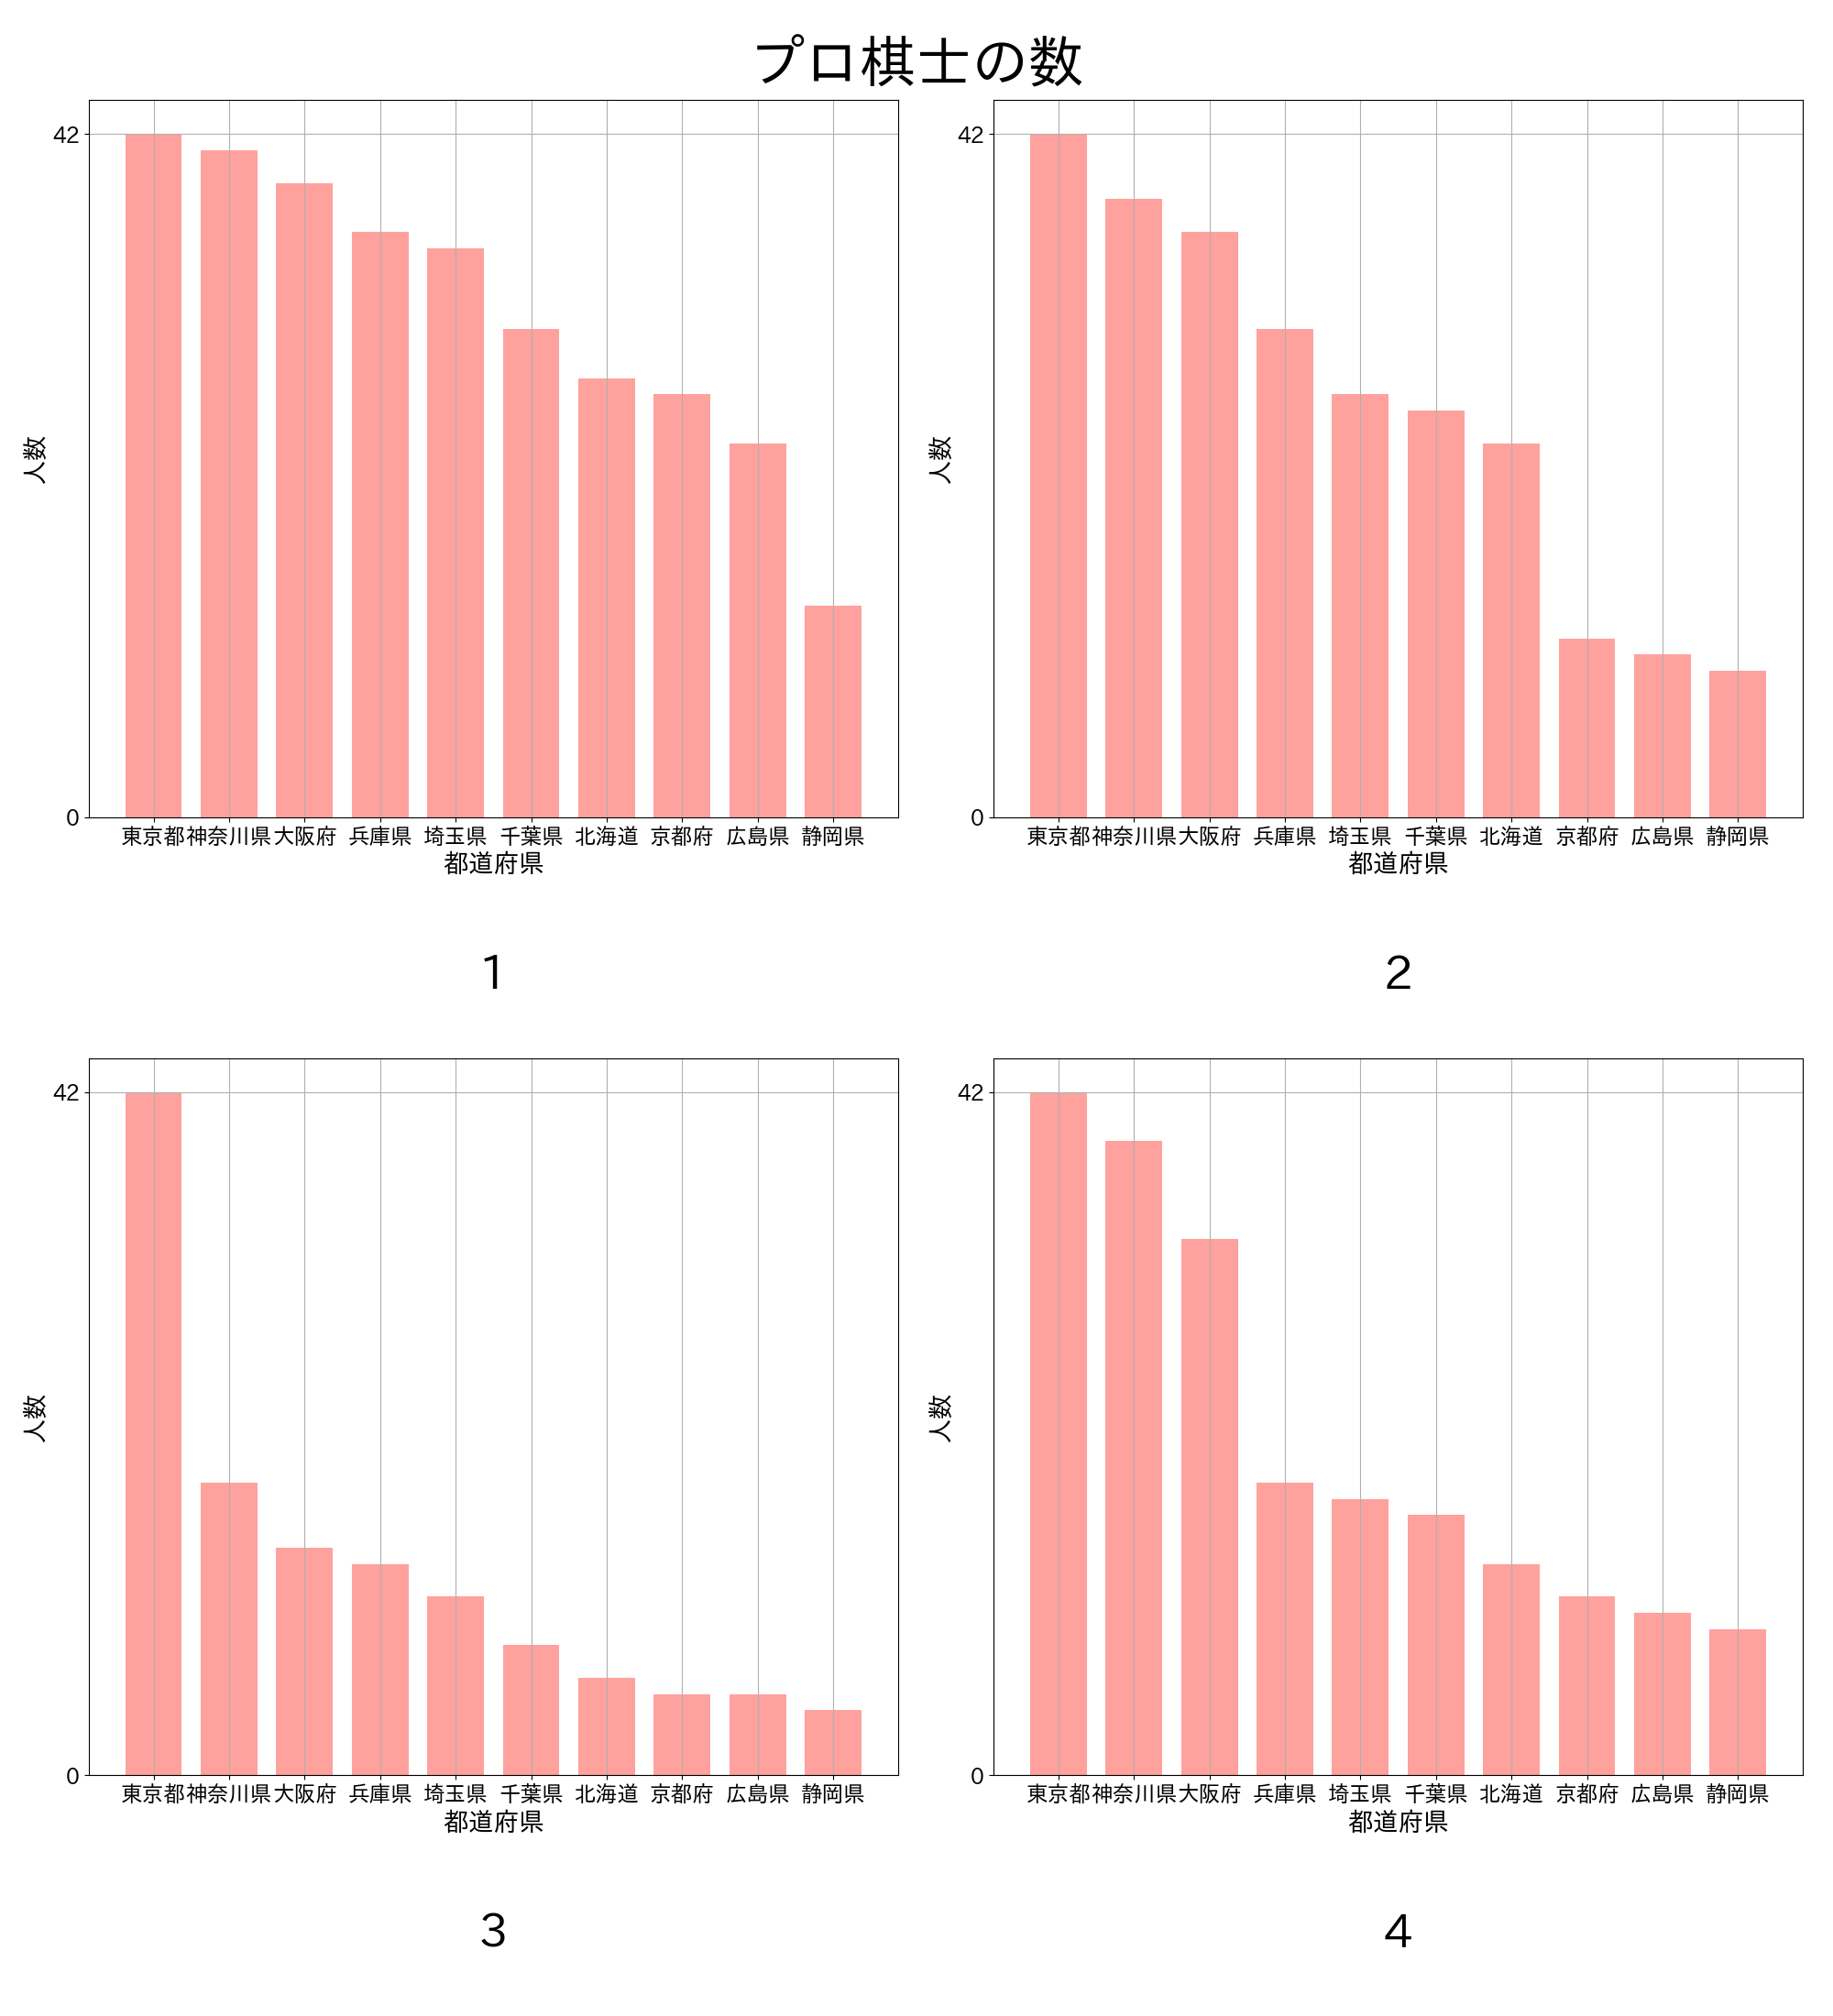 プロ棋士の数
42
0
人数
東京都 神奈川県 大阪府 兵庫県 埼玉県 千葉県 北海道 京都府 広島県 静岡県
都道府県
1
42
0
人数
東京都 神奈川県 大阪府 兵庫県 埼玉県 千葉県 北海道 京都府 広島県 静岡県
都道府県
2
42
0
人数
東京都 神奈川県 大阪府 兵庫県 埼玉県 千葉県 北海道 京都府 広島県 静岡県
都道府県
3
42
0
人数
東京都 神奈川県 大阪府 兵庫県 埼玉県 千葉県 北海道 京都府 広島県 静岡県
都道府県
4